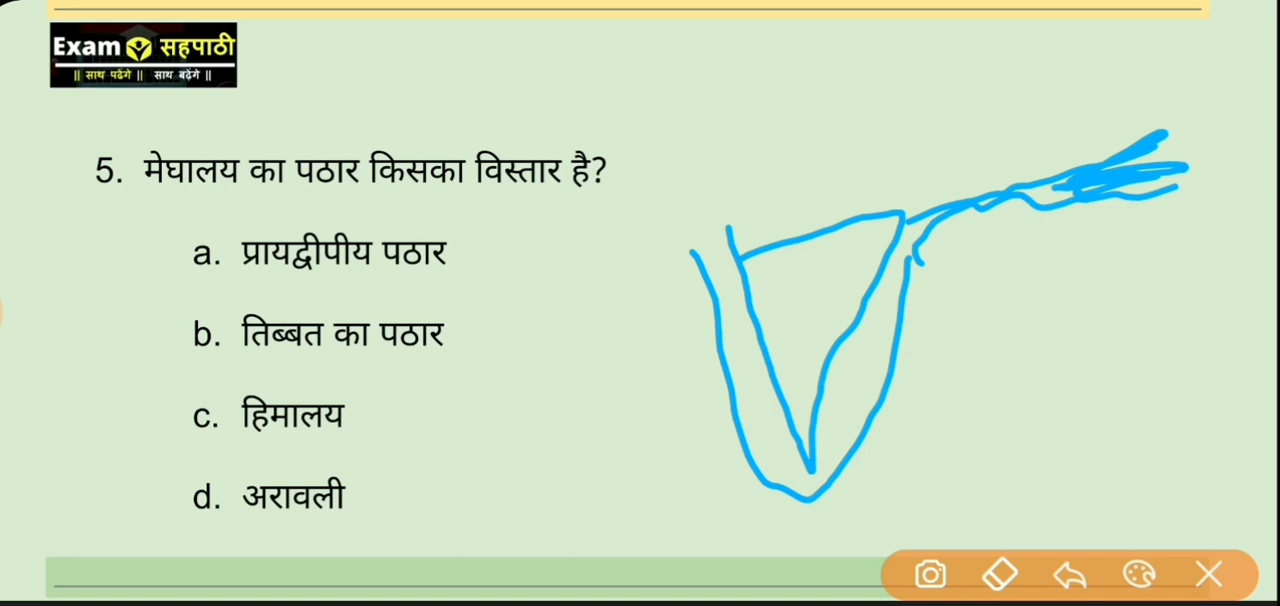 Exam सहपाठी
|| साथ पढेंगे || साथ बढ़ेंगे ||
5. मेघालय का पठार किसका विस्तार है?
a. प्रायद्वीपीय पठार
b. तिब्बत का पठार
c. हिमालय
d. अरावली